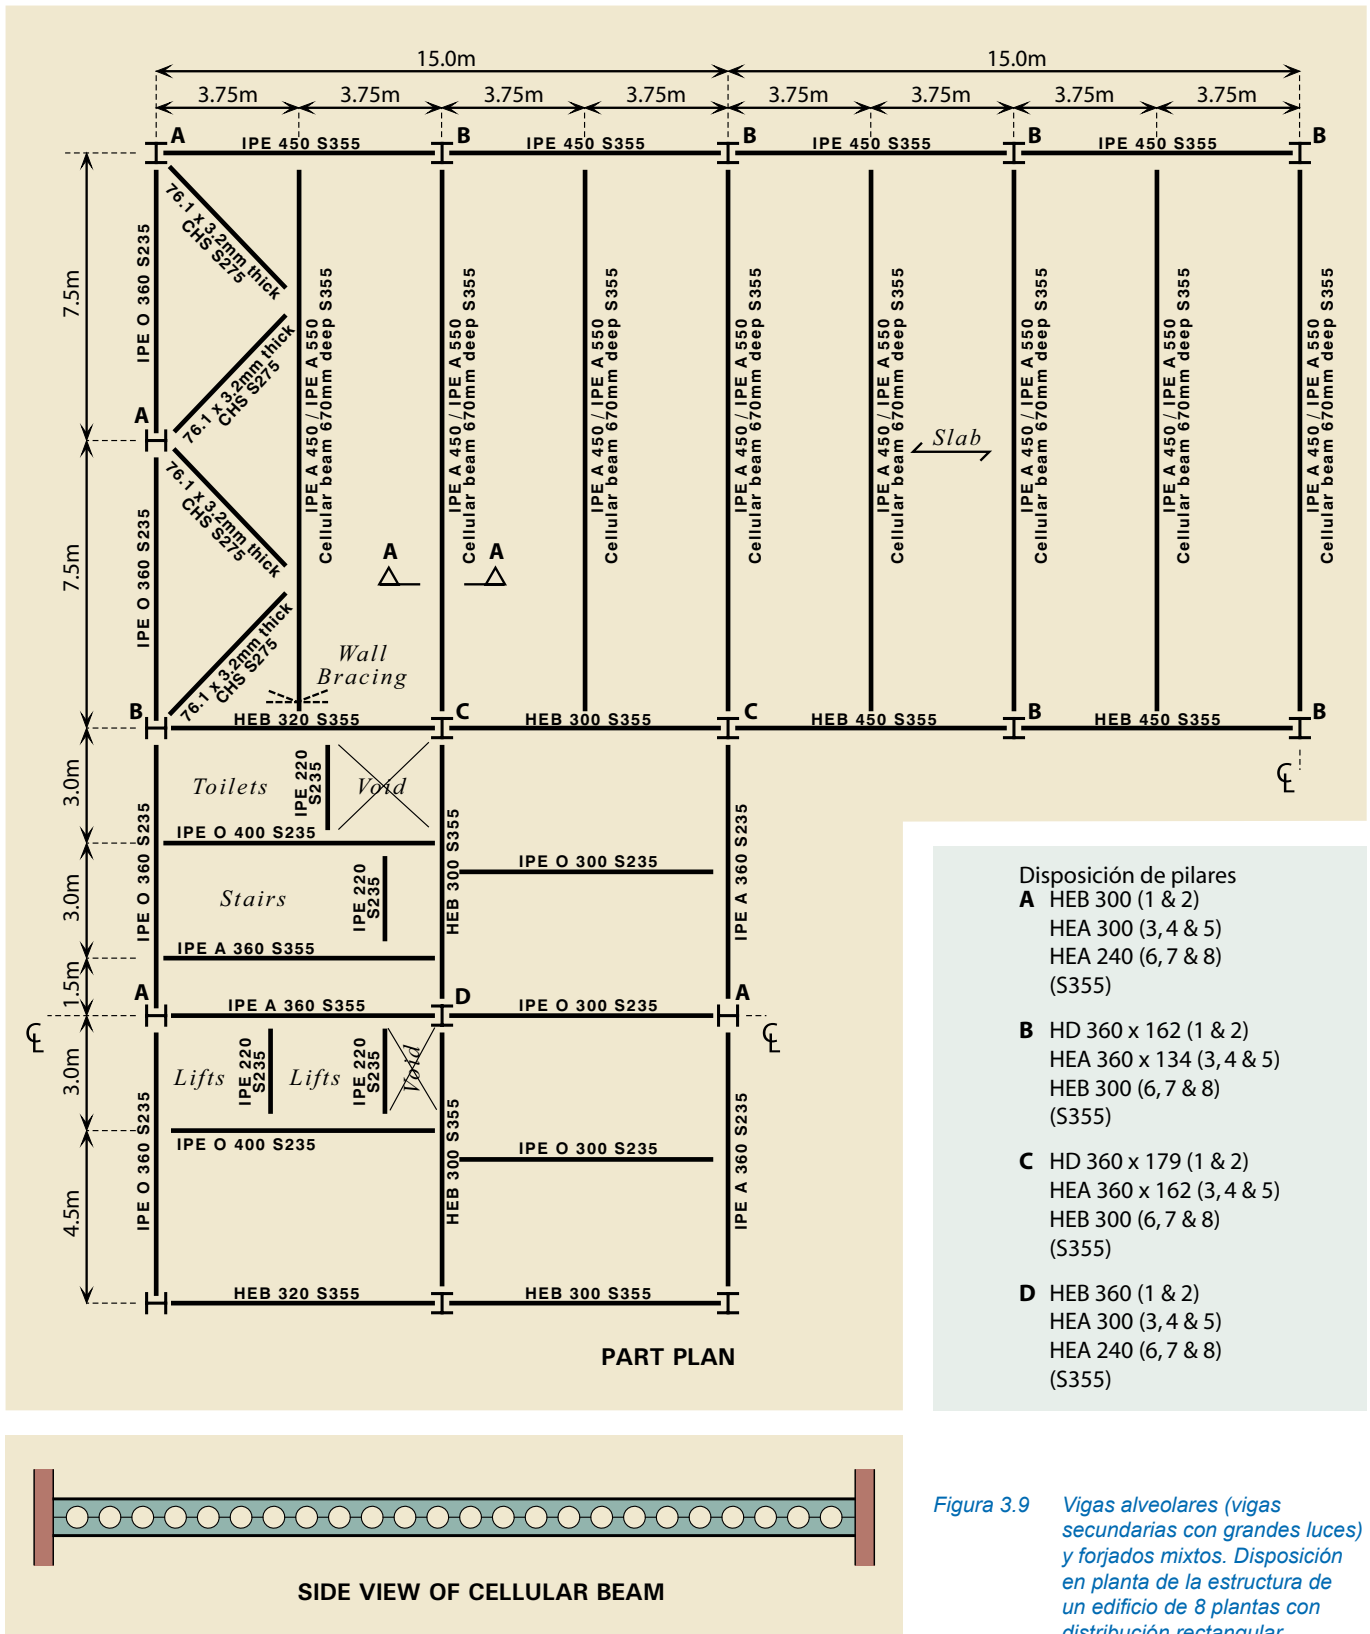 15.0m
15.0m
3.75m
3.75m
3.75m
3.75m
3.75m
3.75m
3.75m
3.75m
A
B
B
B
B
IPE 450 S355
IPE 450 S355
IPE 450 S355
IPE 450 S355
7.5m
IPE O 360 S235
76.1 x 3.2mm thick
CHS S275
76.1 x 3.2mm thick
CHS S275
A
7.5m
IPE O 360 S235
76.1 x 3.2mm thick
CHS S275
76.1 x 3.2mm thick
CHS S275
IPE A 450 / IPE A 550
Cellular beam 670mm deep S355
IPE A 450 / IPE A 550
Cellular beam 670mm deep S355
IPE A 450 / IPE A 550
Cellular beam 670mm deep S355
IPE A 450 / IPE A 550
Cellular beam 670mm deep S355
IPE A 450 / IPE A 550
Cellular beam 670mm deep S355
IPE A 450 / IPE A 550
Cellular beam 670mm deep S355
IPE A 450 / IPE A 550
Cellular beam 670mm deep S355
IPE A 450 / IPE A 550
Cellular beam 670mm deep S355
Slab
A
A
Wall
Bracing
B
C
C
B
B
HEB 320 S355
HEB 300 S355
HEB 450 S355
HEB 450 S355
CL
3.0m
Toilets
IPE 220
S235
Void
IPE O 400 S235
IPE O 360 S235
3.0m
Stairs
IPE 220
S235
HEB 300 S355
IPE O 300 S235
IPE A 360 S235
IPE A 360 S355
1.5m
A
D
A
IPE A 360 S355
IPE O 300 S235
CL
CL
3.0m
Lifts
IPE 220
S235
Lifts
IPE 220
S235
Void
IPE O 400 S235
IPE O 360 S235
HEB 300 S355
IPE O 300 S235
IPE A 360 S235
4.5m
HEB 320 S355
HEB 300 S355
PART PLAN
Disposición de pilares
A HEB 300 (1 & 2)
HEA 300 (3, 4 & 5)
HEA 240 (6, 7 & 8)
(S355)
B HD 360 x 162 (1 & 2)
HEA 360 x 134 (3, 4 & 5)
HEB 300 (6, 7 & 8)
(S355)
C HD 360 x 179 (1 & 2)
HEA 360 x 162 (3, 4 & 5)
HEB 300 (6, 7 & 8)
(S355)
D HEB 360 (1 & 2)
HEA 300 (3, 4 & 5)
HEA 240 (6, 7 & 8)
(S355)
SIDE VIEW OF CELLULAR BEAM
Figura 3.9 Vigas alveolares (vigas
secundarias con grandes luces)
y forjados mixtos. Disposición
en planta de la estructura de
un edificio de 8 plantas con
distribución rectangular